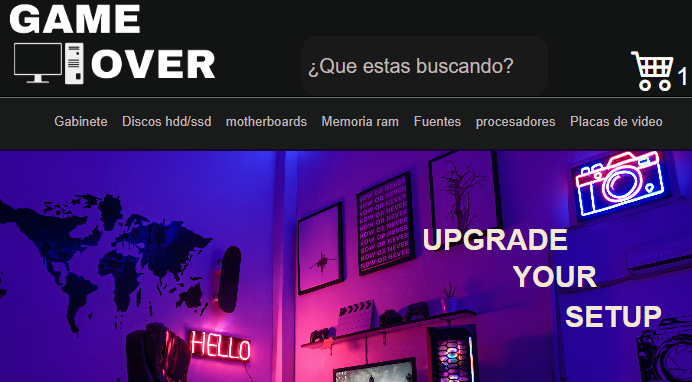 GAME
OVER
¿Que estas buscando?
1
Gabinete Discos hdd/ssd motherboards Memoria ram Fuentes procesadores Placas de video
NOW OR NEVER
NOW OR NEVER
NOW OR NEVER
NOW OR NEVER
NOW OR NEVER
NOW OR NEVER
NOW OR NEVER
UPGRADE
YOUR
SETUP
HELLO